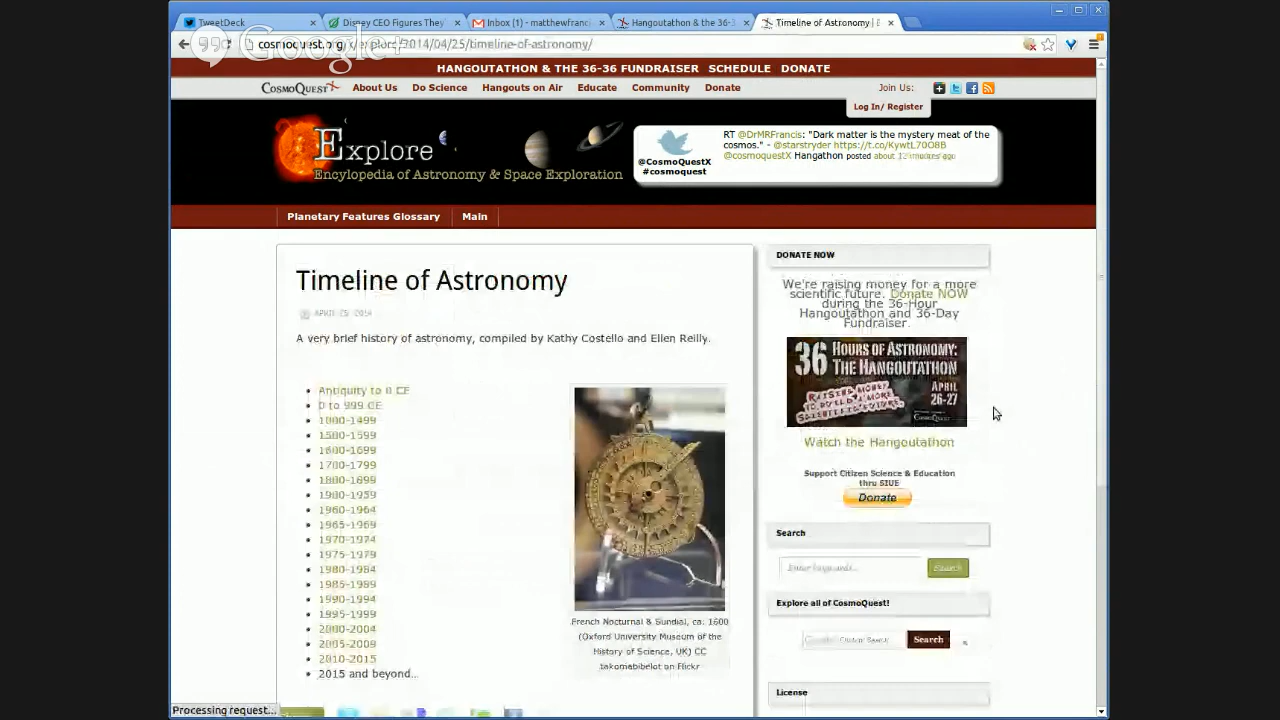 TweetDeck
Disney CEO Figures They
Inbox (1) - matthewfranci
Hangoutathon & the 36-3
Timeline of Astronomy | E
Google+
cosmoquest.org/x/explore/2014/04/25/timeline-of-astronomy/
HANGOUTATHON & THE 36-36 FUNDRAISER SCHEDULE DONATE
COSMOQUEST About Us Do Science Hangouts on Air Educate Community Donate Join Us:
Log In/ Register
Explore
Encylopedia of Astronomy & Space Exploration
@CosmoQuestX
#cosmoquest
RT @DrMRFrancis: "Dark matter is the mystery meat of the
cosmos." - @starstryder https://t.co/KywtL7OO8B
@cosmoquestX Hangathon posted about 12 minutes ago
Planetary Features Glossary Main
Timeline of Astronomy
APRIL 25, 2014
A very brief history of astronomy, compiled by Kathy Costello and Ellen Reilly.
Antiquity to 0 CE
0 to 999 CE
1000-1499
1500-1599
1600-1699
1700-1799
1800-1899
1900-1959
1960-1964
1965-1969
1970-1974
1975-1979
1980-1984
1985-1989
1990-1994
1995-1999
2000-2004
2005-2009
2010-2015
2015 and beyond...
French Nocturnal & Sundial, ca. 1600
(Oxford University Museum of the
History of Science, UK) CC
takomabibelot on Flickr
DONATE NOW
We're raising money for a more
scientific future. Donate NOW
during the 36-Hour
Hangoutathon and 36-Day
Fundraiser.
36 HOURS OF ASTRONOMY:
THE HANGOUTATHON
RAISING MONEY
TO BUILD A MORE
SCIENTIFIC FUTURE.
APRIL
26-27
COSMOQUEST
Watch the Hangoutathon
Support Citizen Science & Education
thru SIUE
Donate
Search
Enter keywords... Search
Explore all of CosmoQuest!
Google Custom Search Search
License
Processing request...